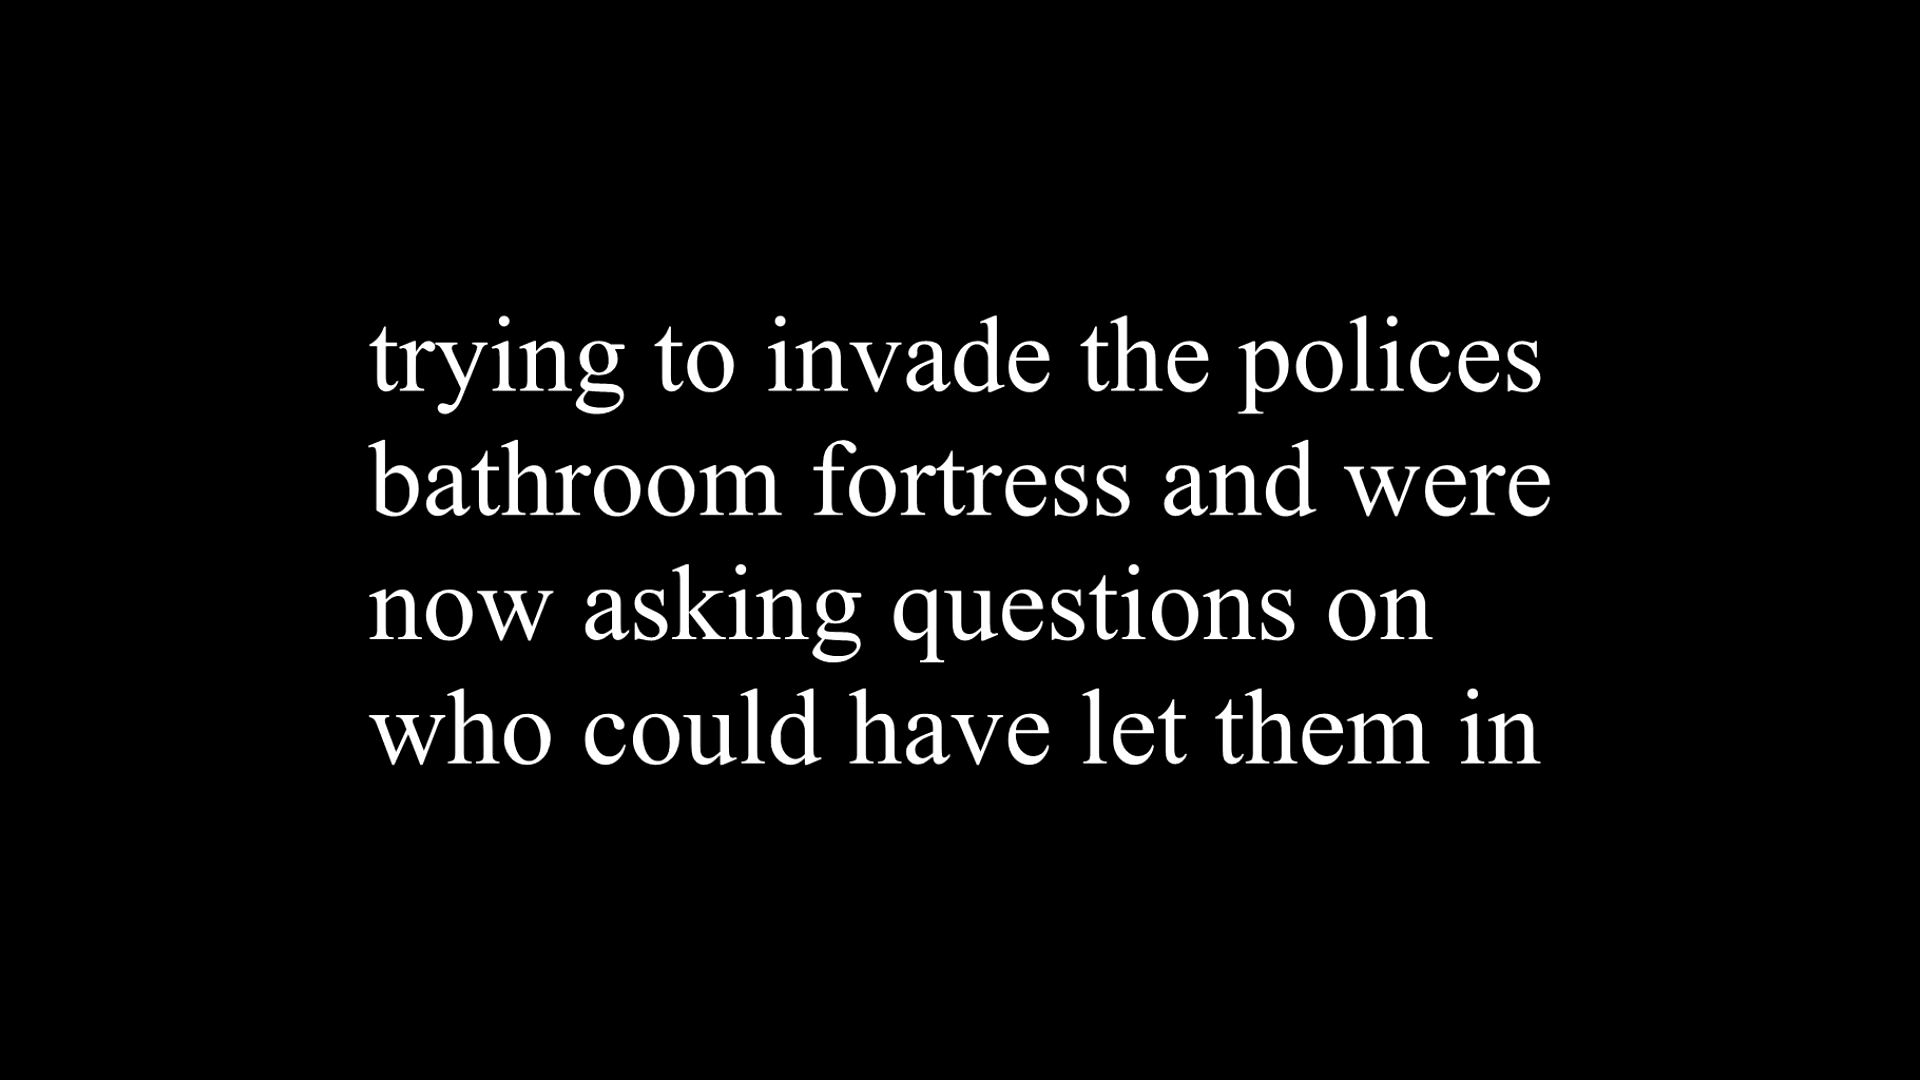 trying to invade the polices
bathroom fortress and were
now asking questions on
who could have let them in